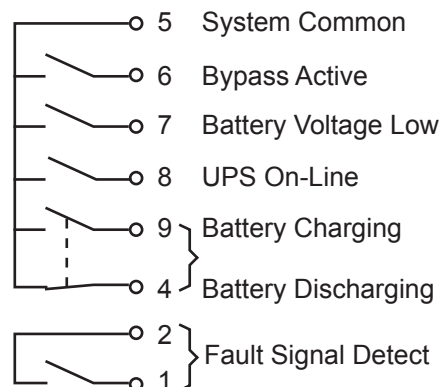 5 System Common
6 Bypass Active
7 Battery Voltage Low
8 UPS On-Line
9 Battery Charging
4 Battery Discharging
2
Fault Signal Detect
1